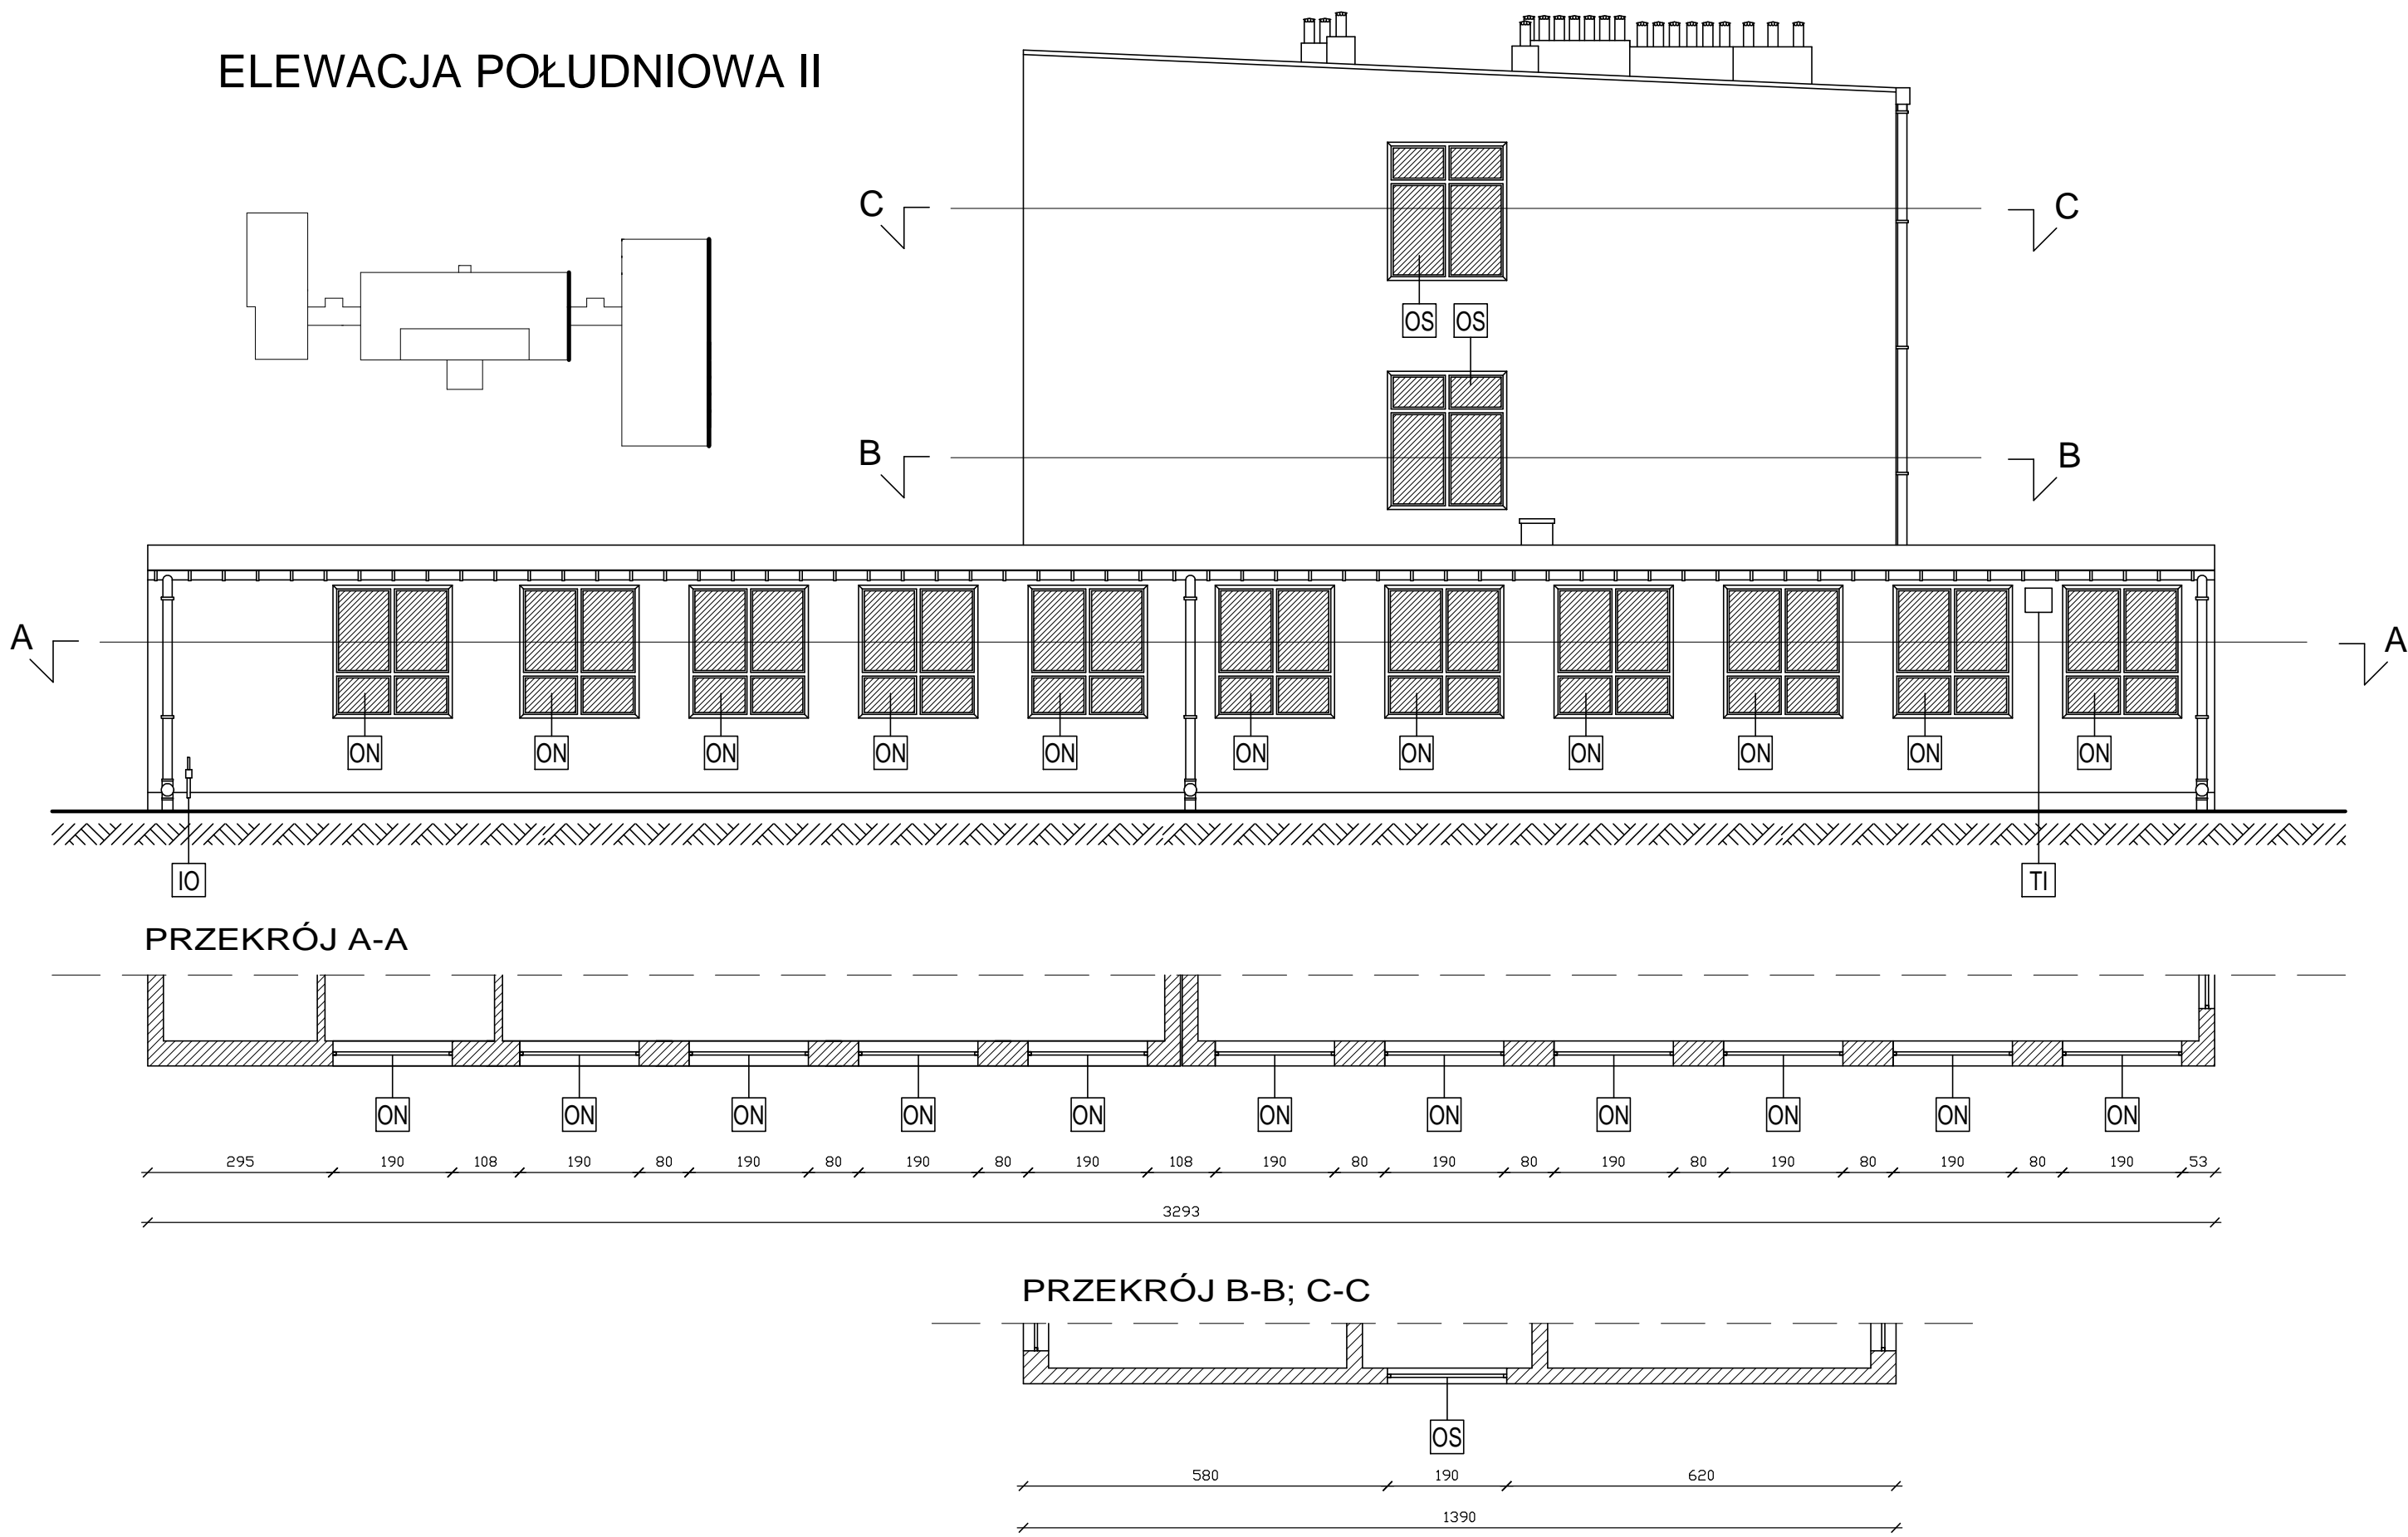 ELEWACJA POŁUDNIOWA II
C C
OS OS
B B
A A
ON ON ON ON ON ON ON ON ON ON ON
IO TI
PRZEKRÓJ A-A
ON ON ON ON ON ON ON ON ON ON ON
295 190 108 190 80 190 80 190 80 190 108 190 80 190 80 190 80 190 80 190 80 190 53
3293
PRZEKRÓJ B-B; C-C
OS
580 190 620
1390